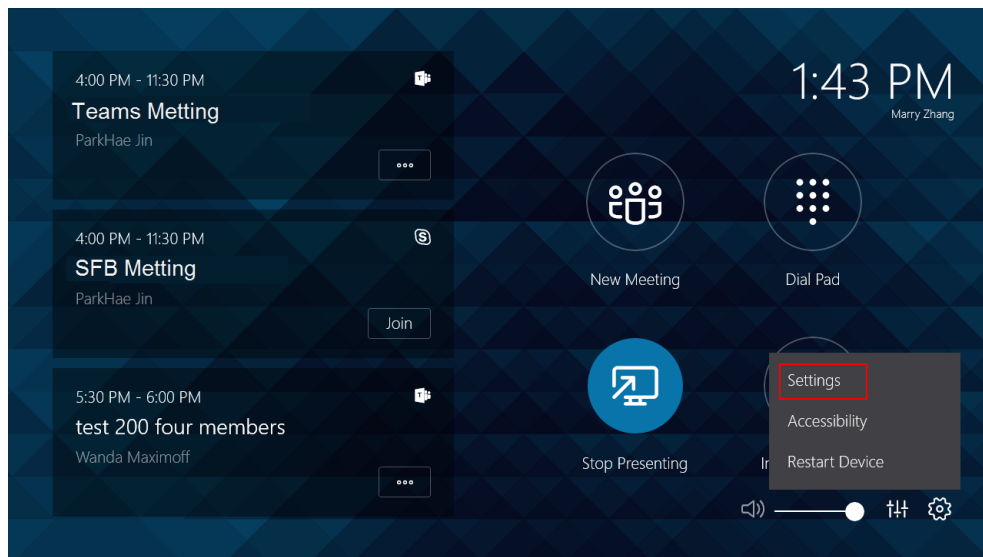 4:00 PM - 11:30 PM
Teams Metting
ParkHae Jin
4:00 PM - 11:30 PM
SFB Metting
ParkHae Jin
Join
5:30 PM - 6:00 PM
test 200 four members
Wanda Maximoff
1:43 PM
Marry Zhang
New Meeting
Dial Pad
Stop Presenting
Settings
Accessibility
Restart Device